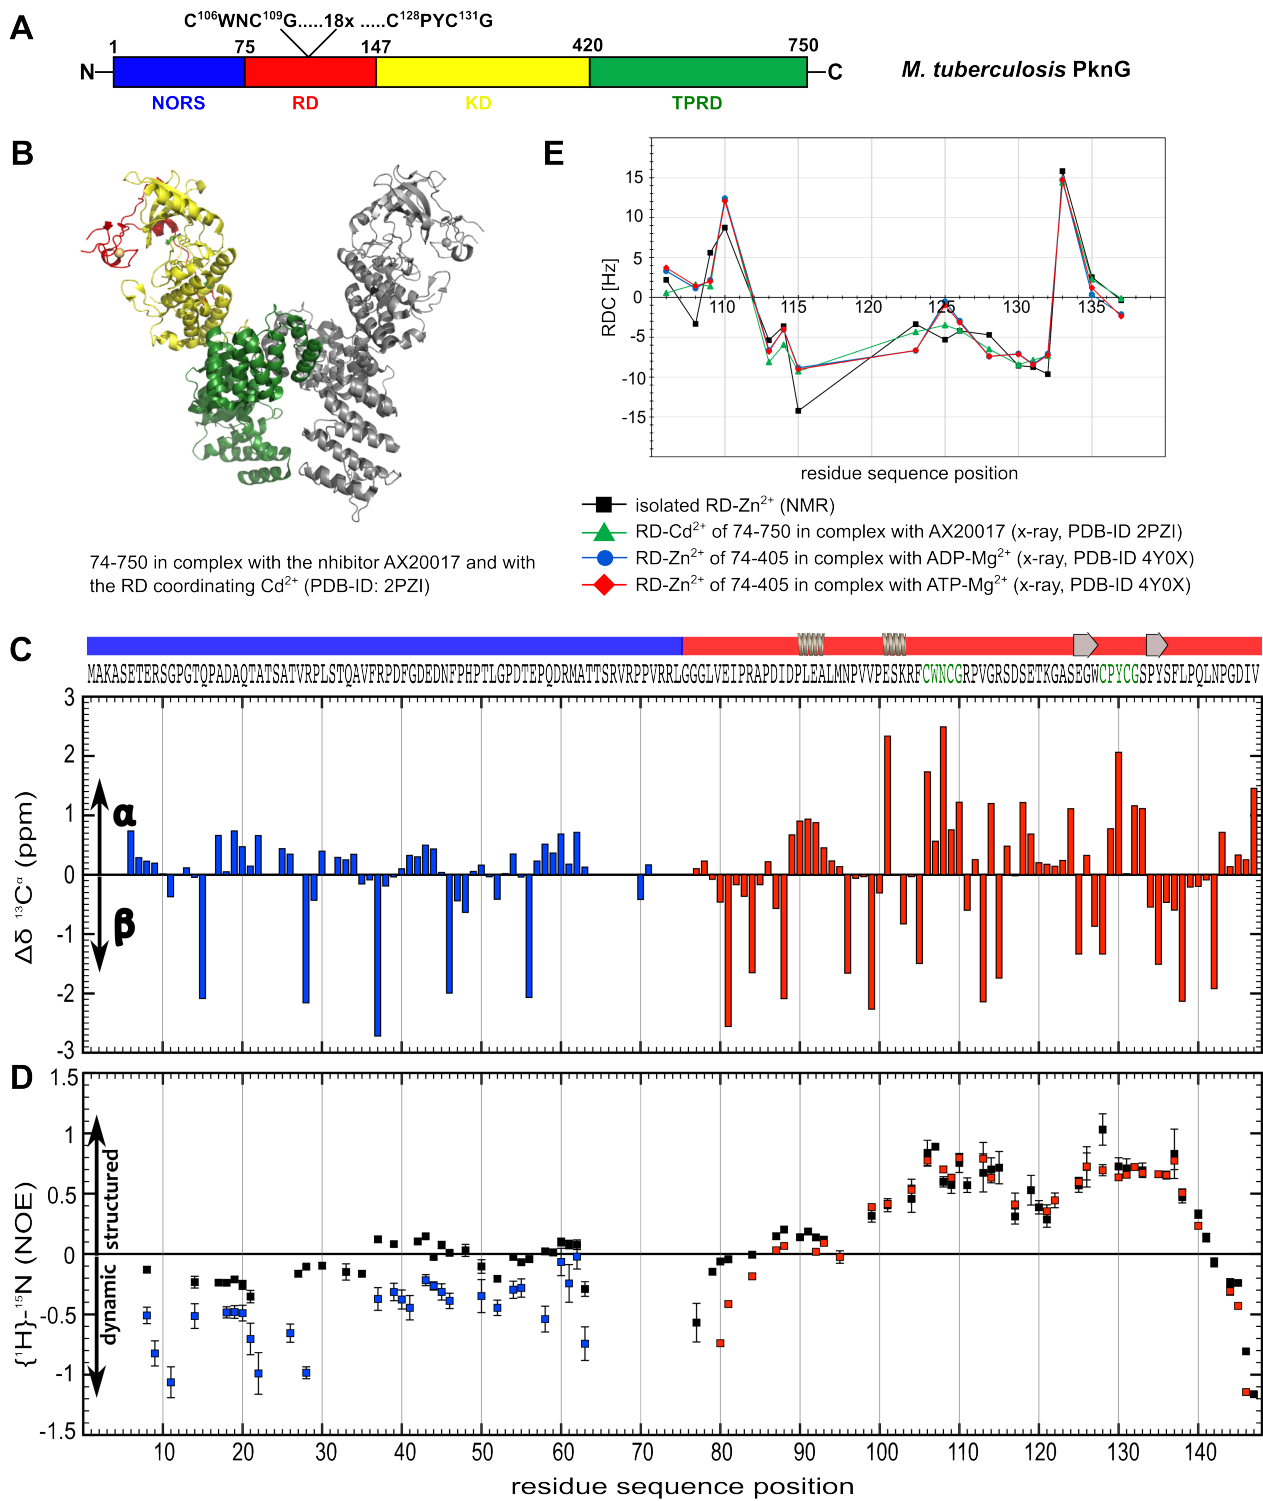 A
C¹⁰⁶WNC¹⁰⁹G.....18x .....C¹²⁸PYC¹³¹G
1 75 147 420 750
N C
NORS RD KD TPRD
M. tuberculosis PknG
B
74-750 in complex with the nhibitor AX20017 and with
the RD coordinating Cd²⁺ (PDB-ID: 2PZI)
E
RDC [Hz]
15
10
5
0
-5
-10
-15
110 115 120 125 130 135
residue sequence position
isolated RD-Zn²⁺ (NMR)
RD-Cd²⁺ of 74-750 in complex with AX20017 (x-ray, PDB-ID 2PZI)
RD-Zn²⁺ of 74-405 in complex with ADP-Mg²⁺ (x-ray, PDB-ID 4Y0X)
RD-Zn²⁺ of 74-405 in complex with ATP-Mg²⁺ (x-ray, PDB-ID 4Y0X)
C
MAKASETERSGPGTQPADAQTATSATVRPLSTQAVFRPDFGDEDNFPHPTLGPDTEPQDRMATTSRVRPPVRRLGGGLVEIPRAPDIDPLEALMNPVVPESKRFCWNCGRPVGRSDSETKGASEGWCPYCGSPYSFLPQLNPGDIV
Δδ ¹³Cᵅ (ppm)
3
2
1
0
-1
-2
-3
α
β
D
{¹H}-¹⁵N (NOE)
1.5
1
0.5
0
-0.5
-1
-1.5
structured
dynamic
10 20 30 40 50 60 70 80 90 100 110 120 130 140
residue sequence position